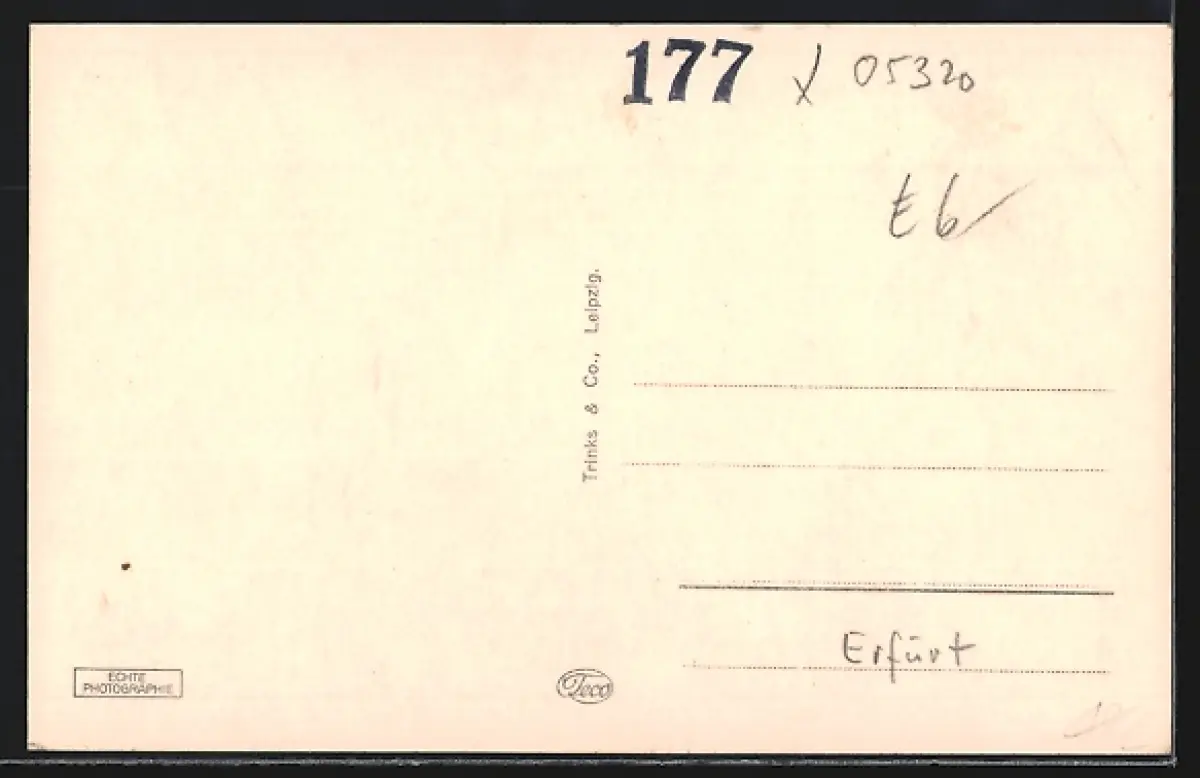 177 x 05320
E6
Trinks & Co., Leipzig.
Erfurt
ECHTE
PHOTOGRAPHIE
Teco